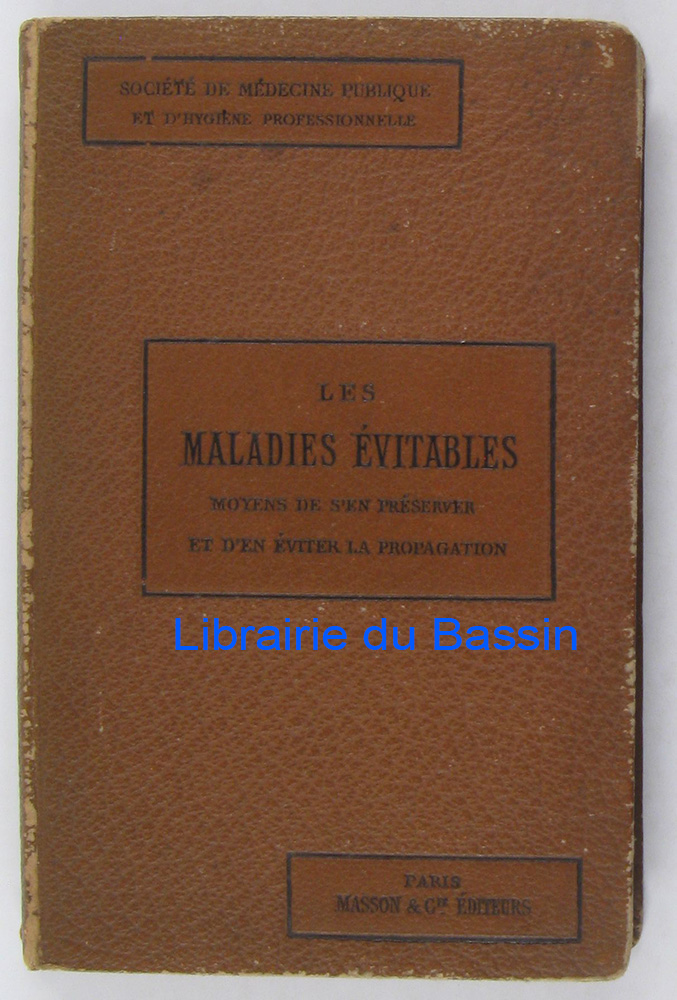 SOCIÉTÉ DE MÉDECINE PUBLIQUE
ET D'HYGIÈNE PROFESSIONNELLE
LES
MALADIES ÉVITABLES
MOYENS DE S'EN PRÉSERVER
ET D'EN ÉVITER LA PROPAGATION
Librairie du Bassin
PARIS
MASSON & Cie ÉDITEURS